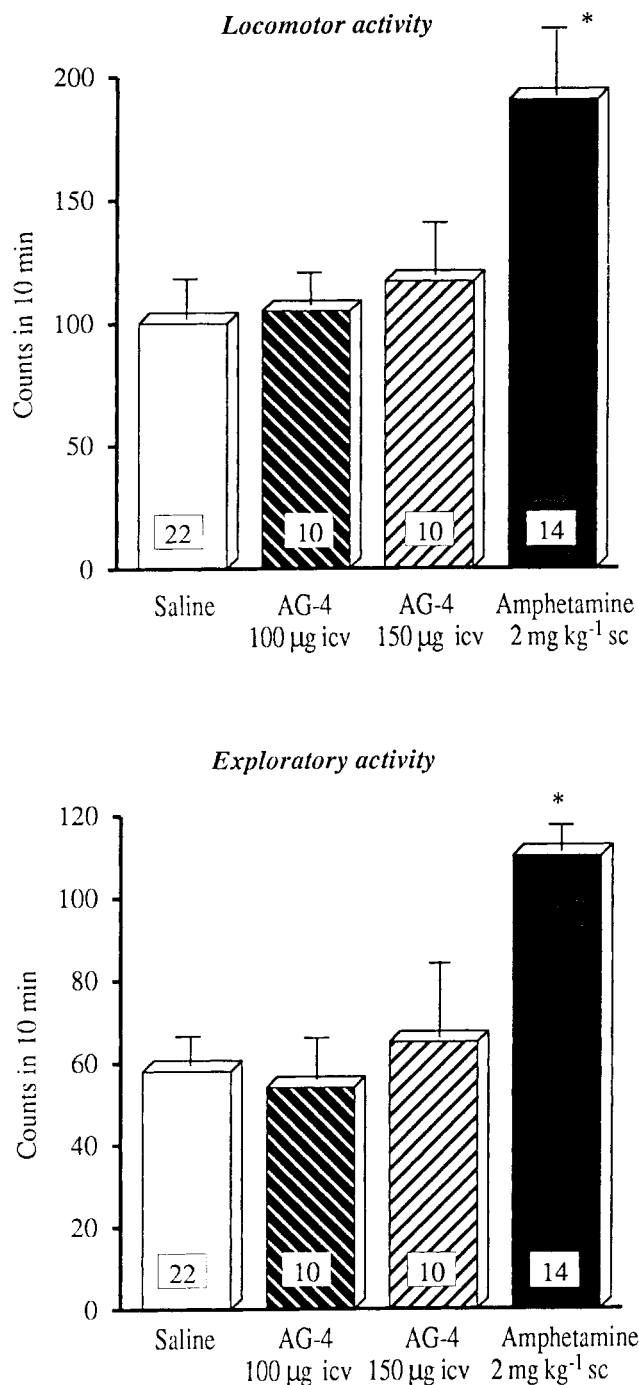 Locomotor activity
*
200
150
100
50
0
Counts in 10 min
22
10
10
14
Saline
AG-4
100 µg icv
AG-4
150 µg icv
Amphetamine
2 mg kg⁻¹ sc
Exploratory activity
*
120
100
80
60
40
20
0
Counts in 10 min
22
10
10
14
Saline
AG-4
100 µg icv
AG-4
150 µg icv
Amphetamine
2 mg kg⁻¹ sc